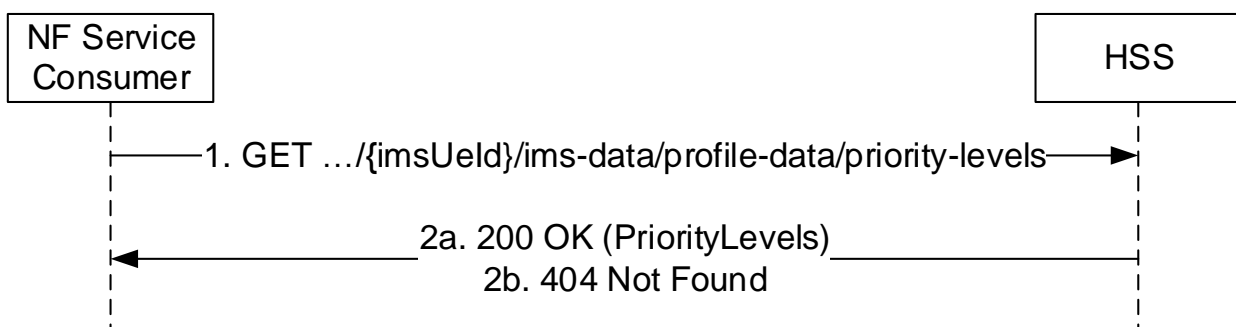 NF Service
Consumer
HSS
1. GET …/{imsUeId}/ims-data/profile-data/priority-levels
2a. 200 OK (PriorityLevels)
2b. 404 Not Found